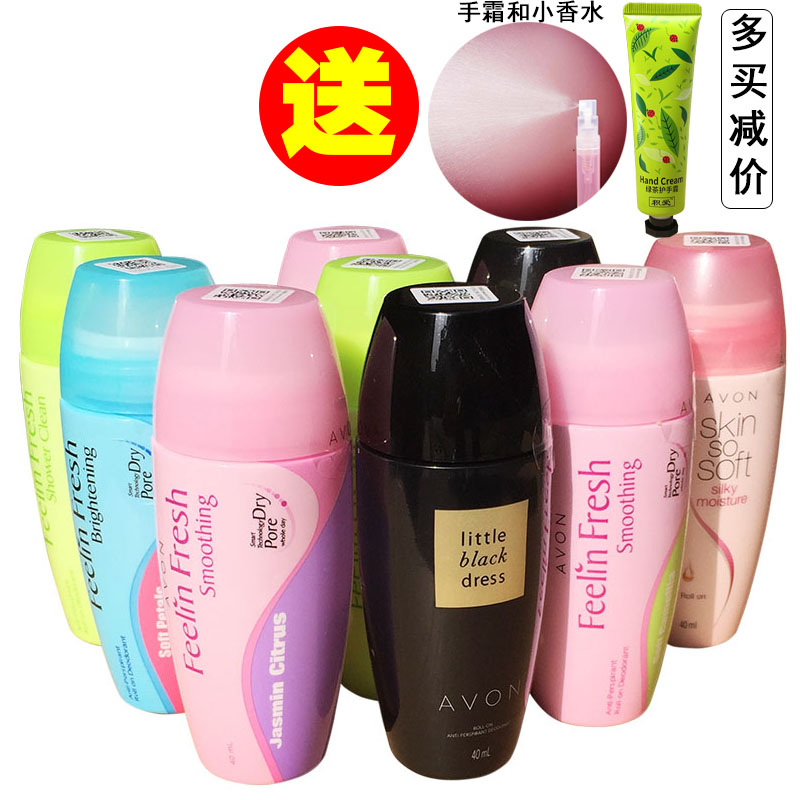 手霜和小香水
送
多买减价
Hand Cream
绿茶护手霜
Feelin Fresh
Shower Clean
Feelin Fresh
Brightening
Smart
Technology
Dry
Pore
Soft Petals
Anti-Perspirant
Roll on Deodorant
AVON
Feelin Fresh
Smoothing
Smart
Technology
Dry
Pore
whole day
Jasmin Citrus
40 mL
little
black
dress
AVON
ROLL-ON
ANTI-PERSPIRANT DEODORANT
40 mL
AVON
Feelin Fresh
Smoothing
Smart
Technology
Dry
Pore
whole day
Anti-Perspirant
Roll on Deodorant
40 ml
AVON
skin
so
soft
silky
moisture
Roll on
40 ml